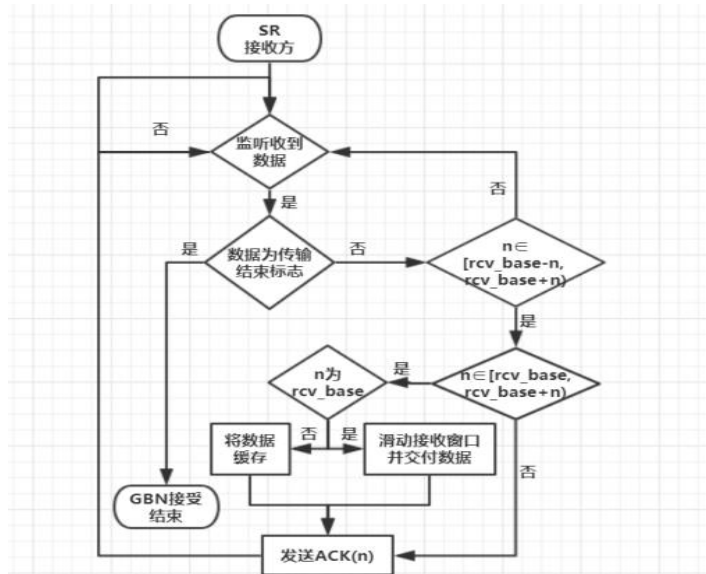 SR
接收方
否
监听收到
数据
是
否
是
数据为传输
结束标志
否
n∈
[rcv_base-n,
rcv_base+n)
是
n为
rcv_base
是
n∈[rcv_base,
rcv_base+n)
将数据
缓存
否
是
滑动接收窗口
并交付数据
否
GBN接受
结束
发送ACK(n)